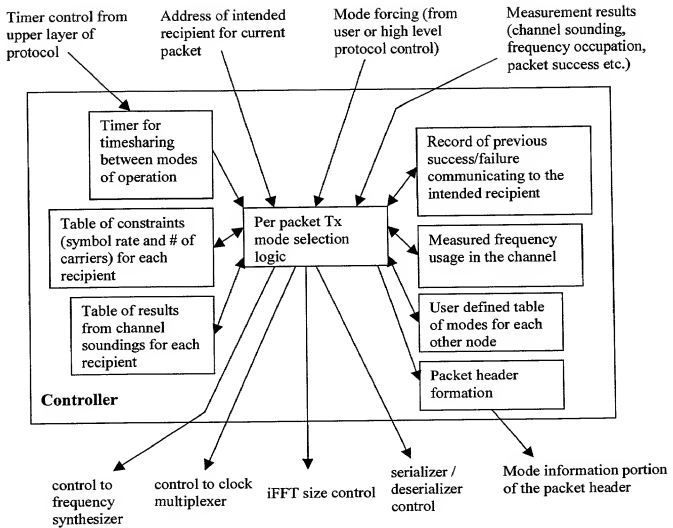 Timer control from
upper layer of
protocol
Address of intended
recipient for current
packet
Mode forcing (from
user or high level
protocol control)
Measurement results
(channel sounding,
frequency occupation,
packet success etc.)
Timer for
timesharing
between modes
of operation
Table of constraints
(symbol rate and # of
carriers) for each
recipient
Table of results
from channel
soundings for each
recipient
Per packet Tx
mode selection
logic
Record of previous
success/failure
communicating to the
intended recipient
Measured frequency
usage in the channel
User defined table
of modes for each
other node
Packet header
formation
Controller
control to
frequency
synthesizer
control to clock
multiplexer
iFFT size control
serializer /
deserializer
control
Mode information portion
of the packet header